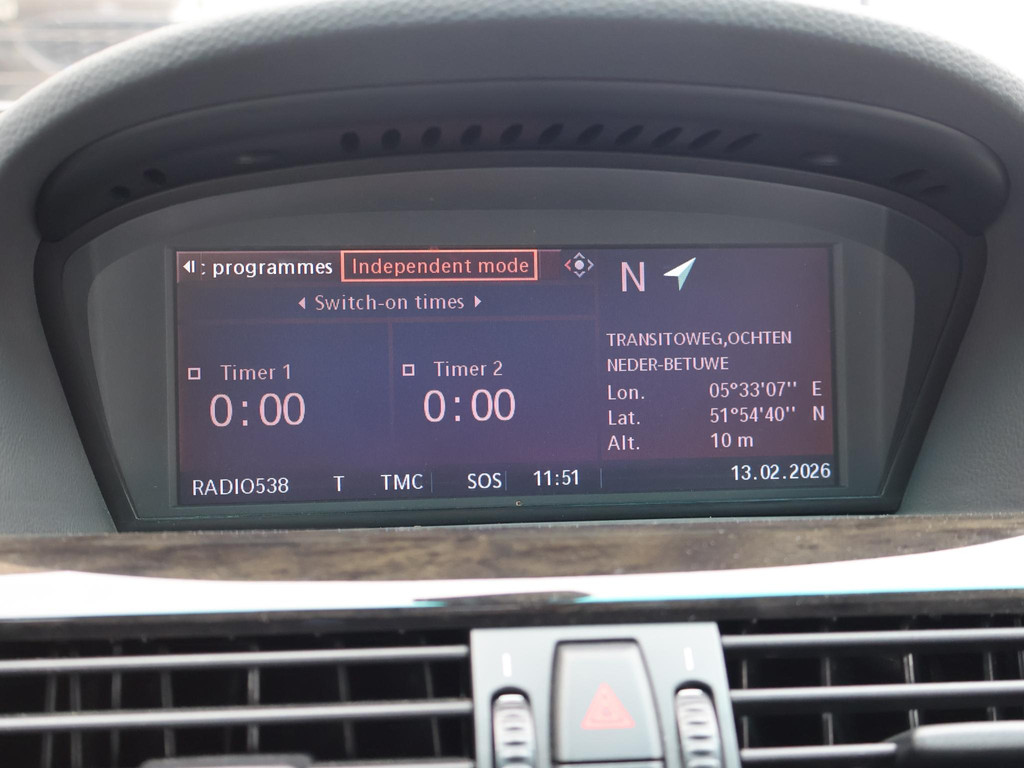 : programmes Independent mode
Switch-on times
Timer 1
0:00
Timer 2
0:00
N
TRANSITOWEG,OCHTEN
NEDER-BETUWE
Lon. 05°33'07'' E
Lat. 51°54'40'' N
Alt. 10 m
RADIO538 T TMC SOS 11:51 13.02.2026